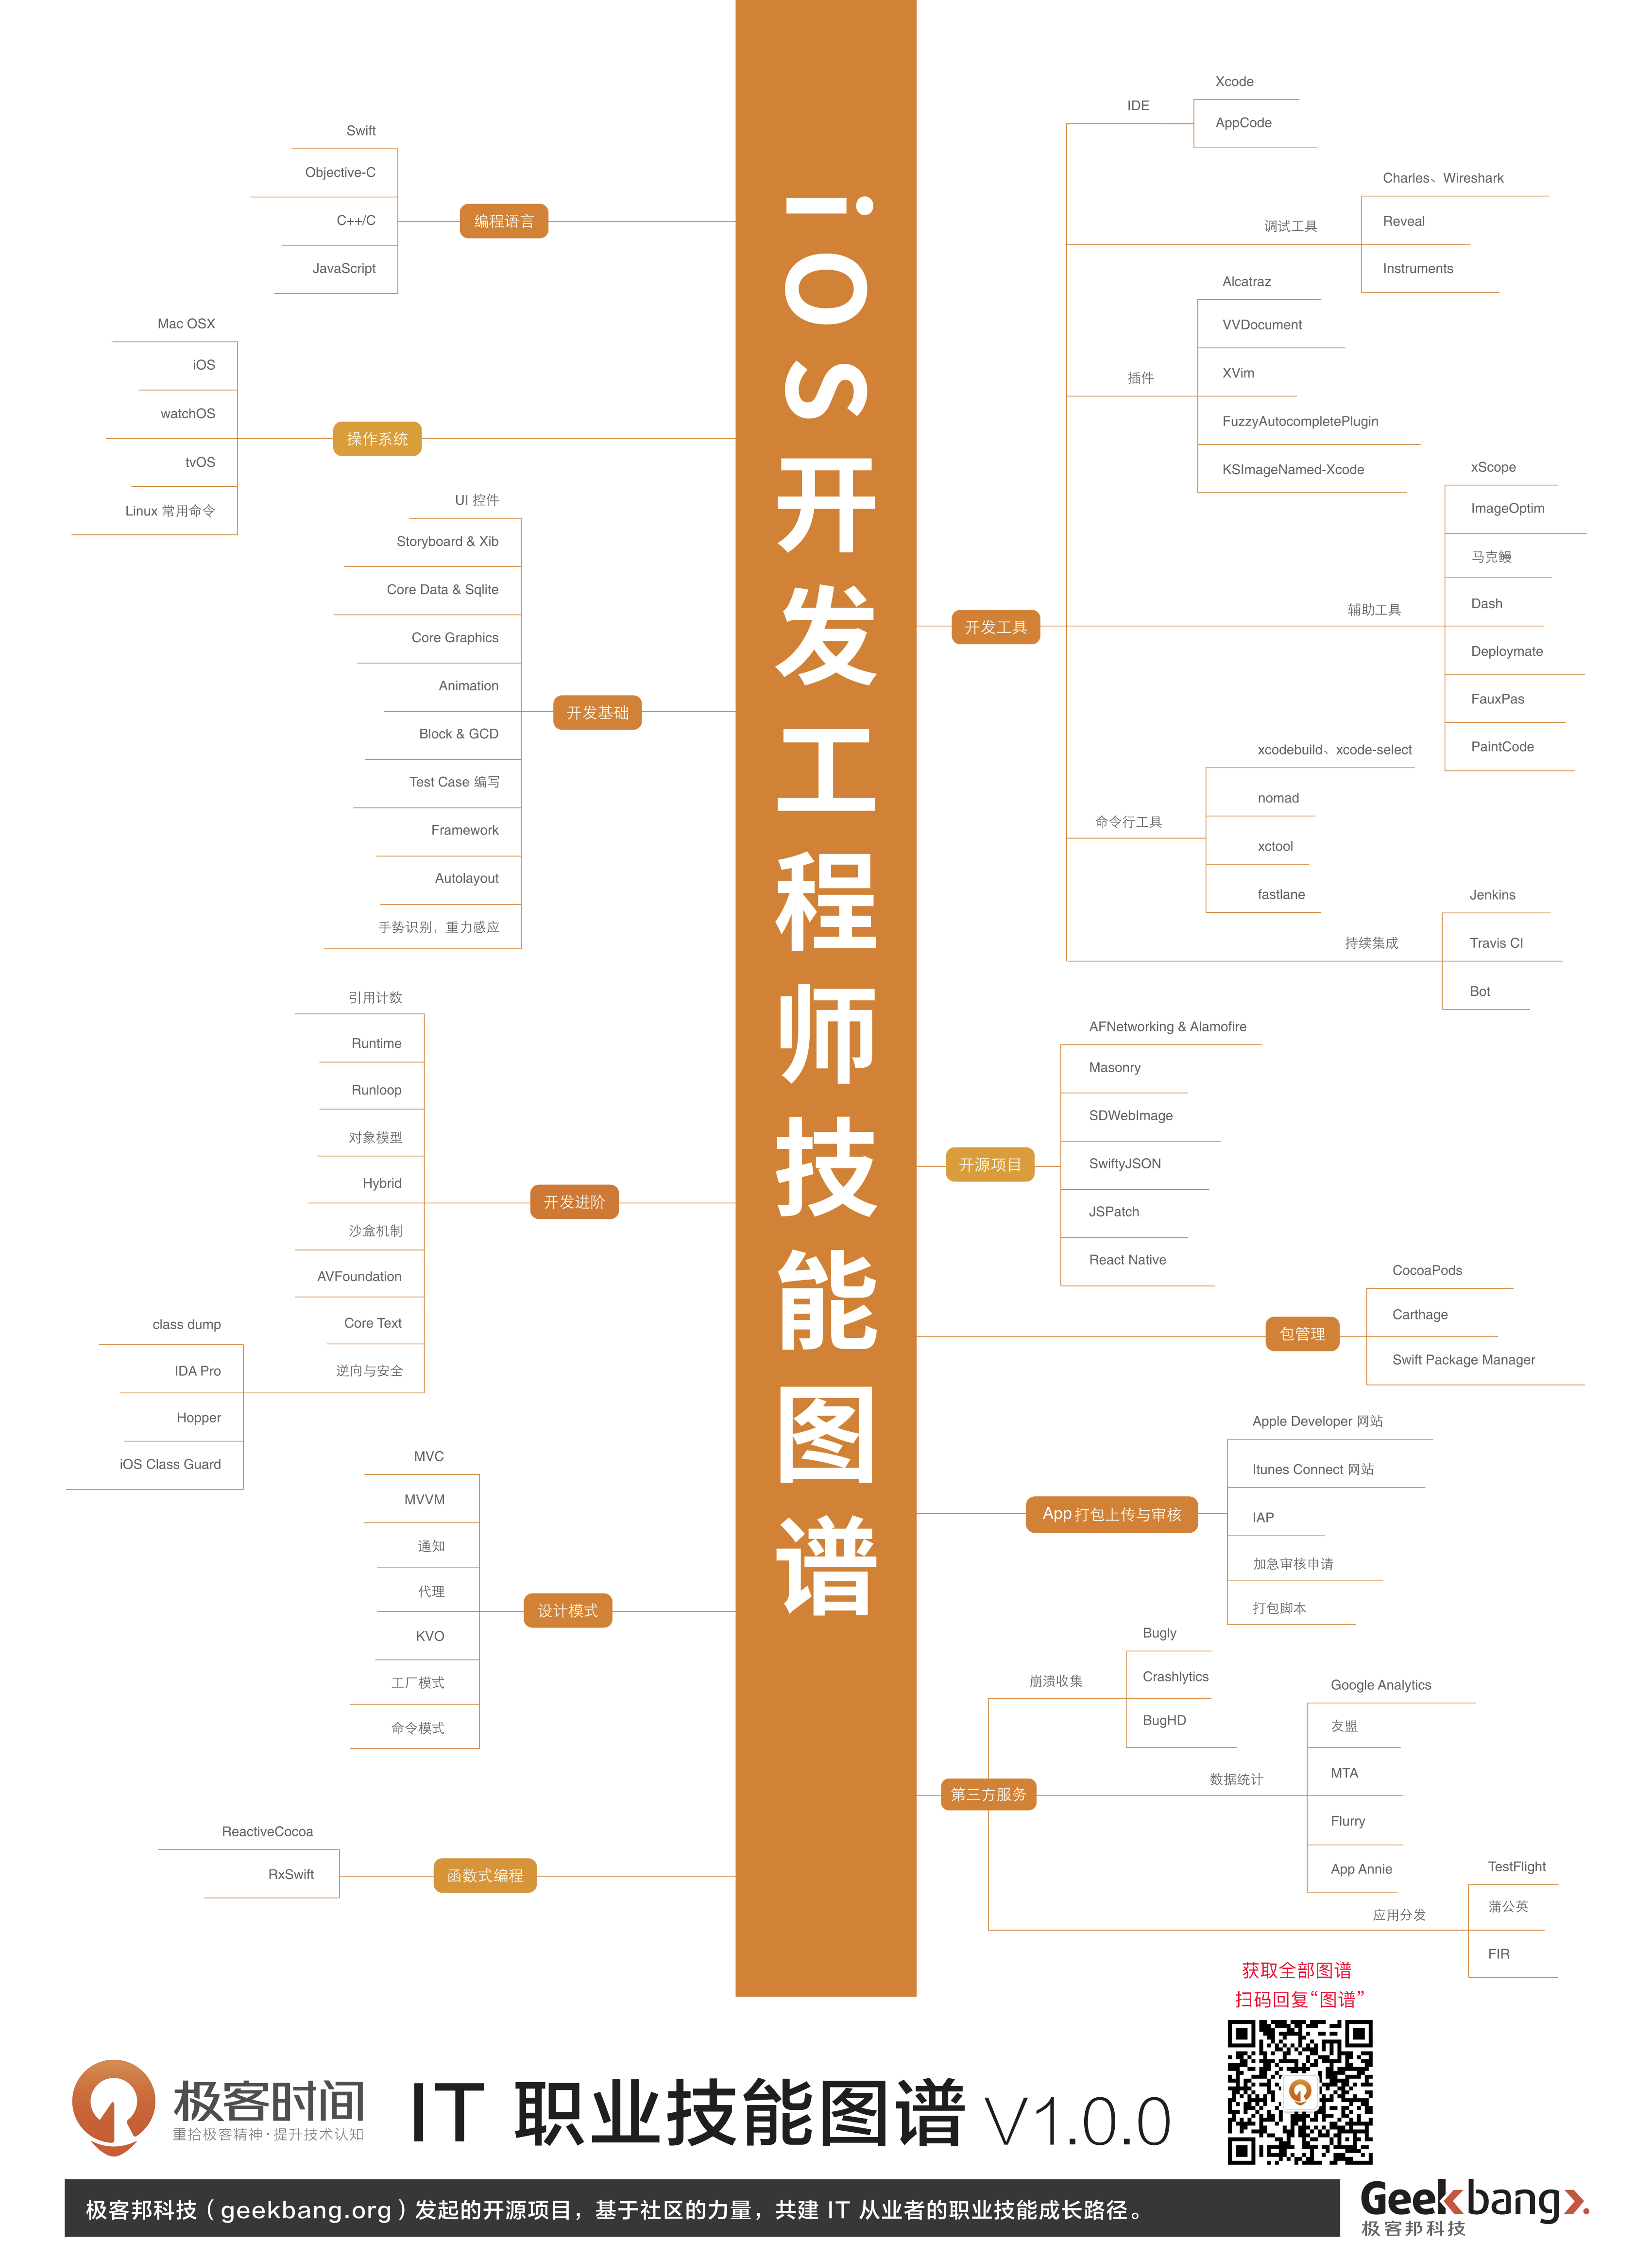 iOS开发工程师技能图谱
Swift
Objective-C
C++/C
JavaScript
编程语言
Mac OSX
iOS
watchOS
tvOS
Linux 常用命令
操作系统
UI 控件
Storyboard & Xib
Core Data & Sqlite
Core Graphics
Animation
Block & GCD
Test Case 编写
Framework
Autolayout
手势识别，重力感应
开发基础
引用计数
Runtime
Runloop
对象模型
Hybrid
沙盒机制
AVFoundation
Core Text
逆向与安全
开发进阶
class dump
IDA Pro
Hopper
iOS Class Guard
MVC
MVVM
通知
代理
KVO
工厂模式
命令模式
设计模式
ReactiveCocoa
RxSwift
函数式编程
开发工具
IDE
Xcode
AppCode
调试工具
Charles、Wireshark
Reveal
Instruments
插件
Alcatraz
VVDocument
XVim
FuzzyAutocompletePlugin
KSImageNamed-Xcode
辅助工具
xScope
ImageOptim
马克鳗
Dash
Deploymate
FauxPas
PaintCode
命令行工具
xcodebuild、xcode-select
nomad
xctool
fastlane
持续集成
Jenkins
Travis CI
Bot
开源项目
AFNetworking & Alamofire
Masonry
SDWebImage
SwiftyJSON
JSPatch
React Native
包管理
CocoaPods
Carthage
Swift Package Manager
App 打包上传与审核
Apple Developer 网站
Itunes Connect 网站
IAP
加急审核申请
打包脚本
第三方服务
崩溃收集
Bugly
Crashlytics
BugHD
数据统计
Google Analytics
友盟
MTA
Flurry
App Annie
应用分发
TestFlight
蒲公英
FIR
获取全部图谱
扫码回复“图谱”
极客时间
重拾极客精神·提升技术认知
IT 职业技能图谱 V1.0.0
极客邦科技（geekbang.org）发起的开源项目，基于社区的力量，共建 IT 从业者的职业技能成长路径。
Geekbang>.
极客邦科技